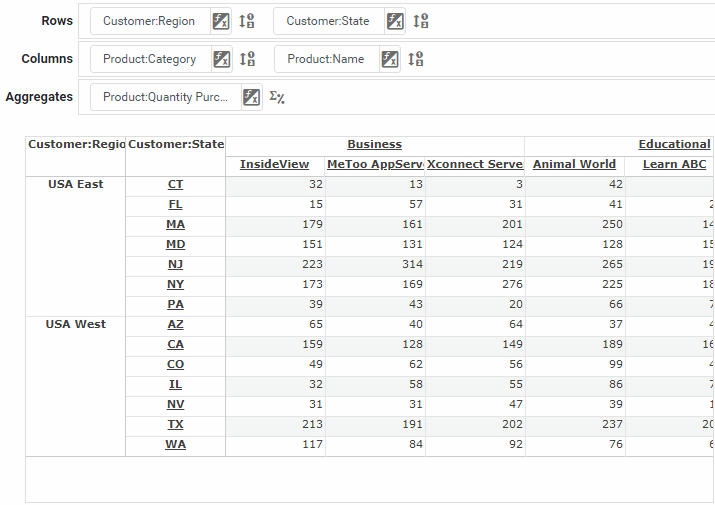 Rows Customer:Region Customer:State
Columns Product:Category Product:Name
Aggregates Product:Quantity Purc...
Customer:Regio Customer:State Business Educational
InsideView MeToo AppServ Xconnect Serve Animal World Learn ABC
USA East CT 32 13 3 42
FL 15 57 31 41 2
MA 179 161 201 250 14
MD 151 131 124 128 15
NJ 223 314 219 265 19
NY 173 169 276 225 18
PA 39 43 20 66 7
USA West AZ 65 40 64 37 4
CA 159 128 149 189 16
CO 49 62 56 99 4
IL 32 58 55 86 7
NV 31 31 47 39 1
TX 213 191 202 237 20
WA 117 84 92 76 6